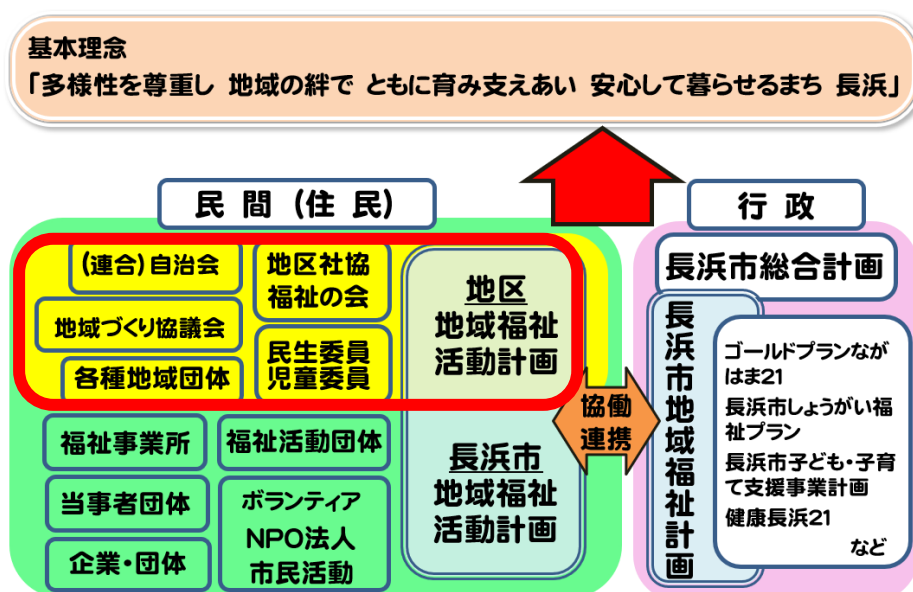 基本理念
「多様性を尊重し 地域の絆で ともに育み支えあい 安心して暮らせるまち 長浜」
民 間 (住 民)
(連合)自治会
地区社協
福祉の会
地域づくり協議会
民生委員
児童委員
各種地域団体
地区
地域福祉
活動計画
福祉事業所
福祉活動団体
当事者団体
ボランティア
NPO法人
市民活動
企業・団体
長浜市
地域福祉
活動計画
協働
連携
行 政
長浜市総合計画
長浜市地域福祉計画
ゴールドプランなが
はま21
長浜市しょうがい福
祉プラン
長浜市子ども・子育
て支援事業計画
健康長浜21
など